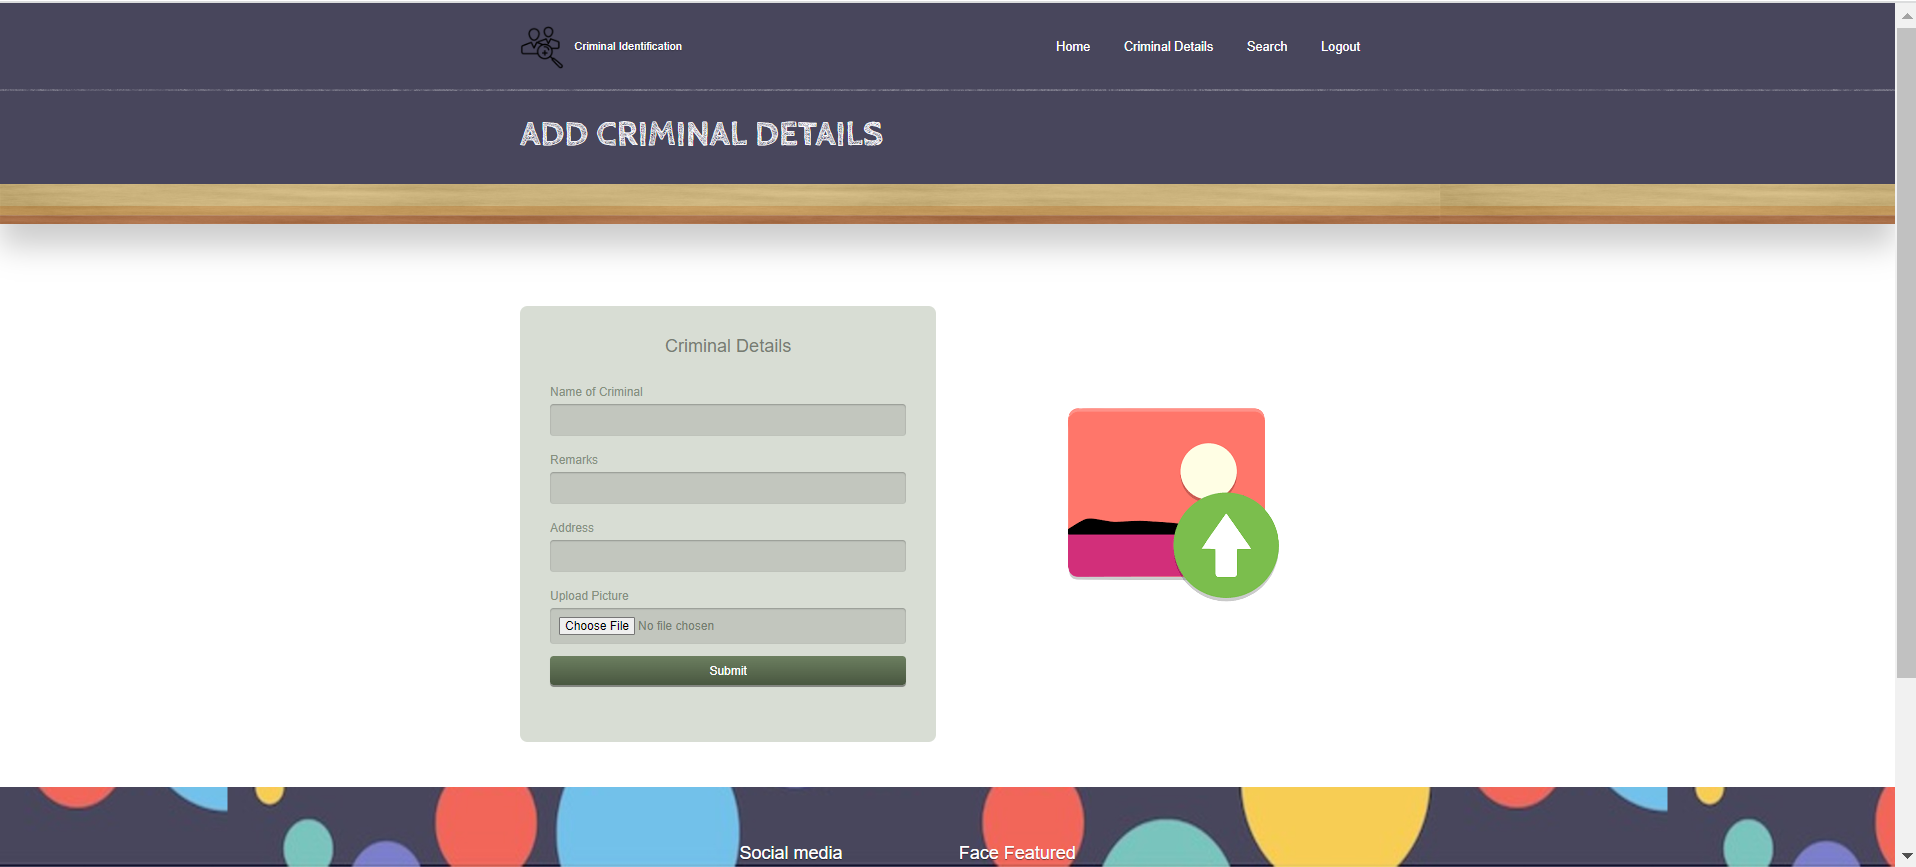 Criminal Identification
Home Criminal Details Search Logout
ADD CRIMINAL DETAILS
Criminal Details
Name of Criminal
Remarks
Address
Upload Picture
Choose File No file chosen
Submit
Social media Face Featured